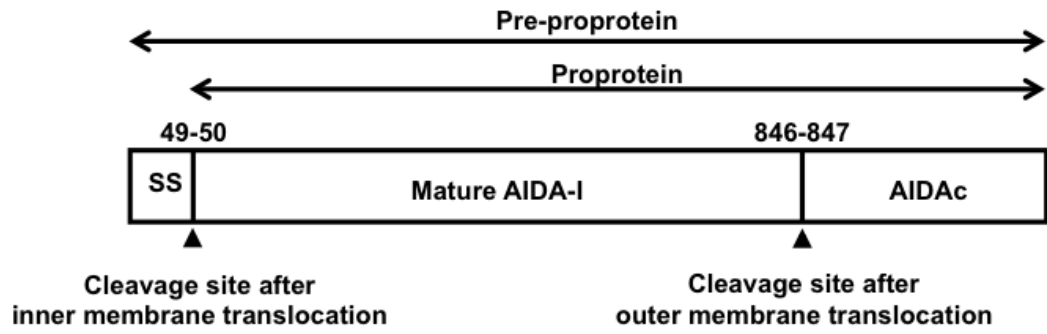 Pre-proprotein
Proprotein
49-50
846-847
SS
Mature AIDA-I
AIDAc
Cleavage site after
inner membrane translocation
Cleavage site after
outer membrane translocation